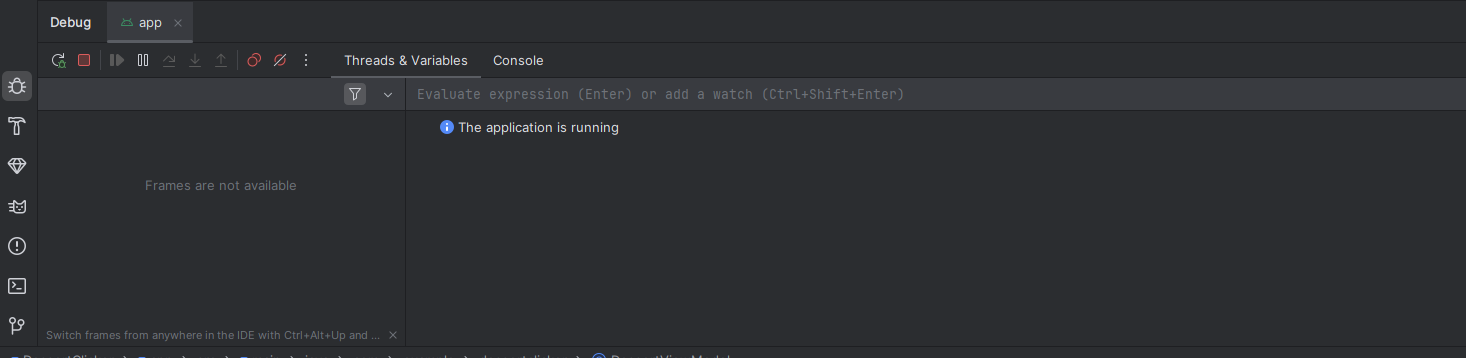 Debug app
Threads & Variables Console
Evaluate expression (Enter) or add a watch (Ctrl+Shift+Enter)
The application is running
Frames are not available
Switch frames from anywhere in the IDE with Ctrl+Alt+Up and ...